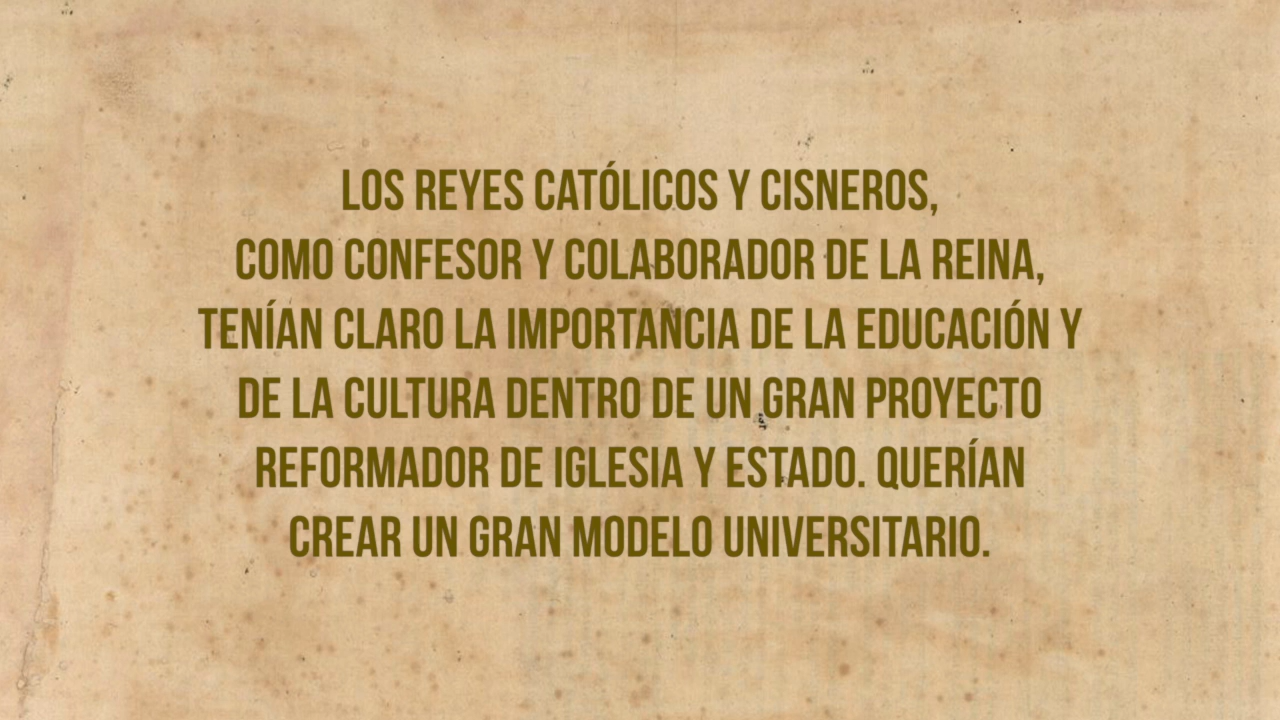 LOS REYES CATÓLICOS Y CISNEROS,
COMO CONFESOR Y COLABORADOR DE LA REINA,
TENÍAN CLARO LA IMPORTANCIA DE LA EDUCACIÓN Y
DE LA CULTURA DENTRO DE UN GRAN PROYECTO
REFORMADOR DE IGLESIA Y ESTADO. QUERÍAN
CREAR UN GRAN MODELO UNIVERSITARIO.